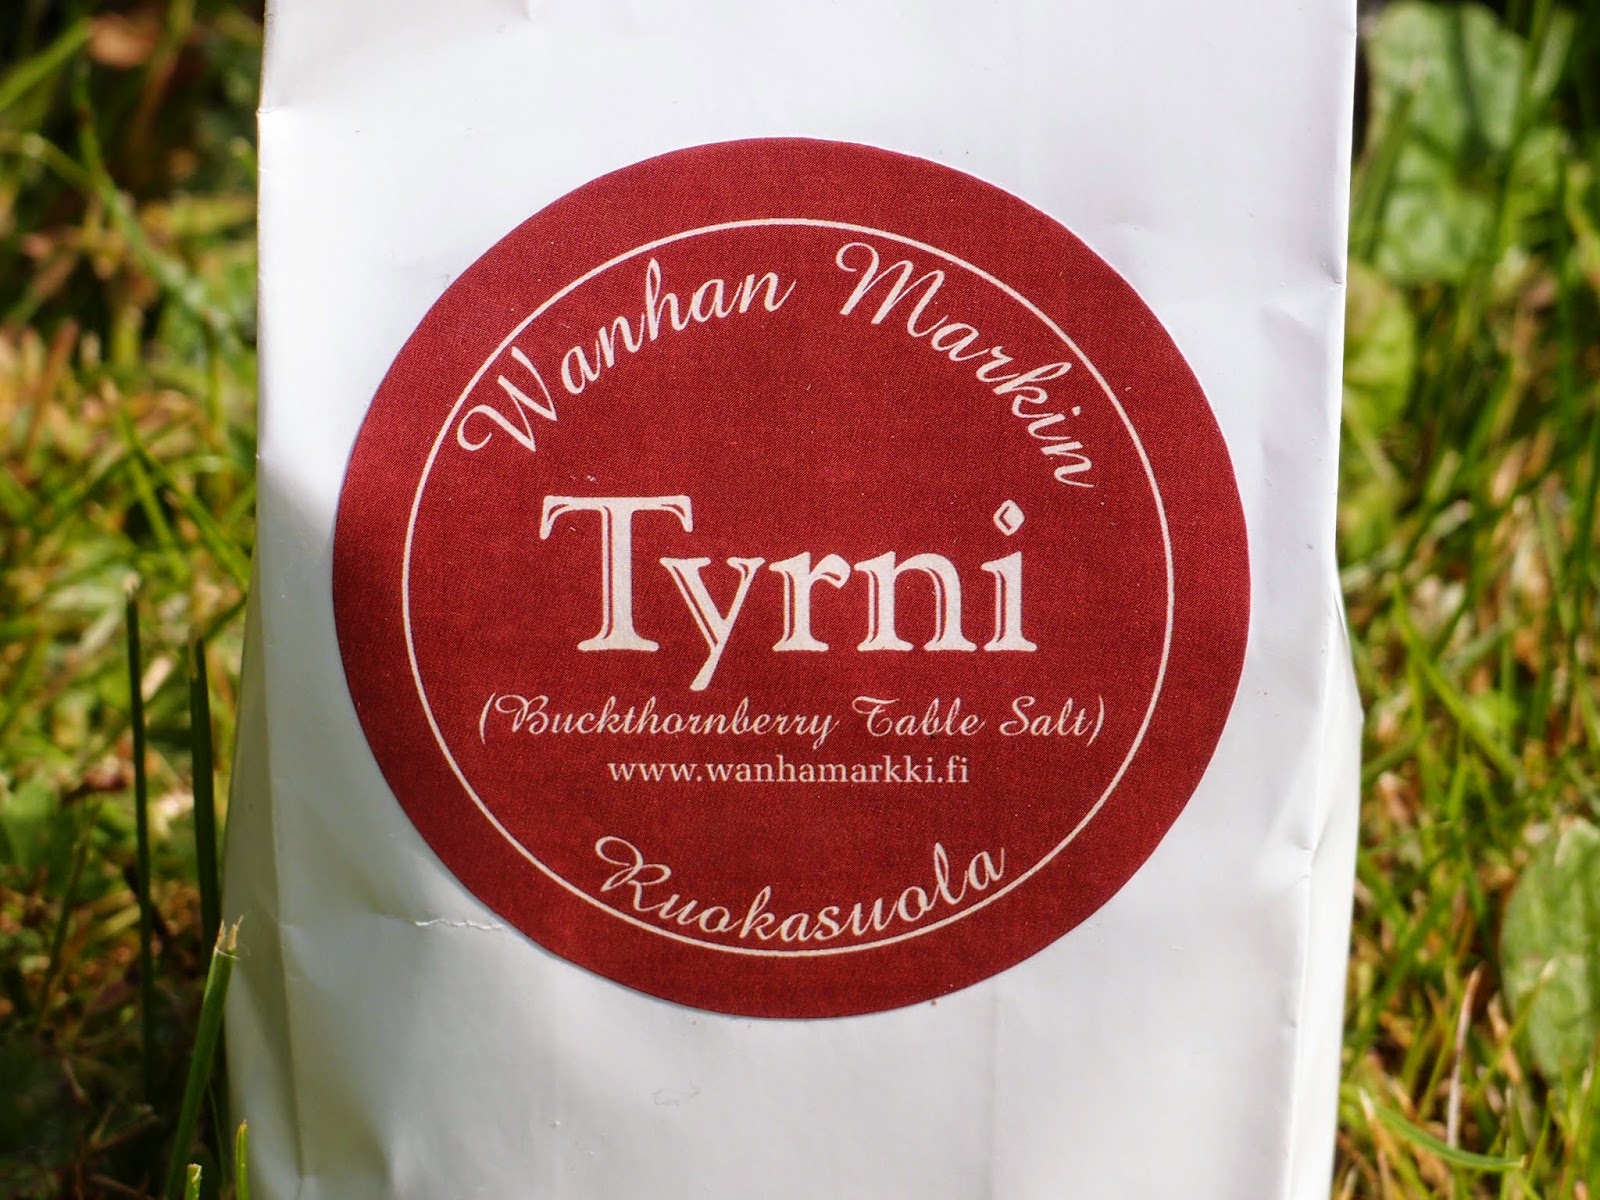 Wanhan Markin
Tyrni
(Buckthornberry Table Salt)
www.wanhamarkki.fi
Ruokasuola